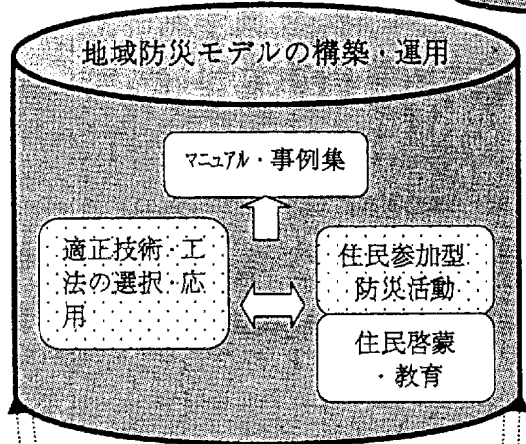 地域防災モデルの構築・運用
マニュアル・事例集
適正技術・工
法の選択・応
用
住民参加型
防災活動
住民啓蒙
・教育